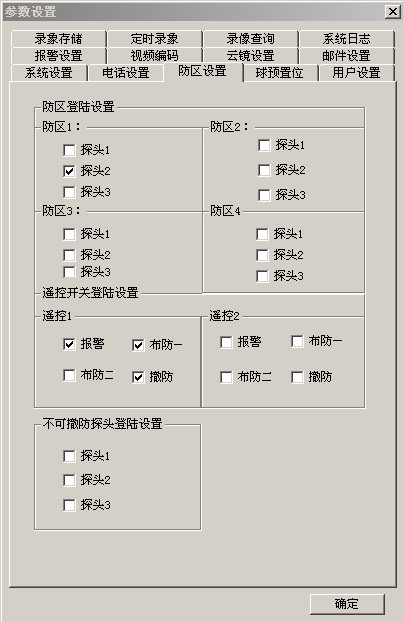 参数设置
录象存储 定时录象 录像查询 系统日志
报警设置 视频编码 云镜设置 邮件设置
系统设置 电话设置 防区设置 球预置位 用户设置
防区登陆设置
防区1： 防区2：
探头1 探头1
探头2 探头2
探头3 探头3
防区3： 防区4
探头1 探头1
探头2 探头2
探头3 探头3
遥控开关登陆设置
遥控1 遥控2
报警 布防一 报警 布防一
布防二 撤防 布防二 撤防
不可撤防探头登陆设置
探头1
探头2
探头3
确定